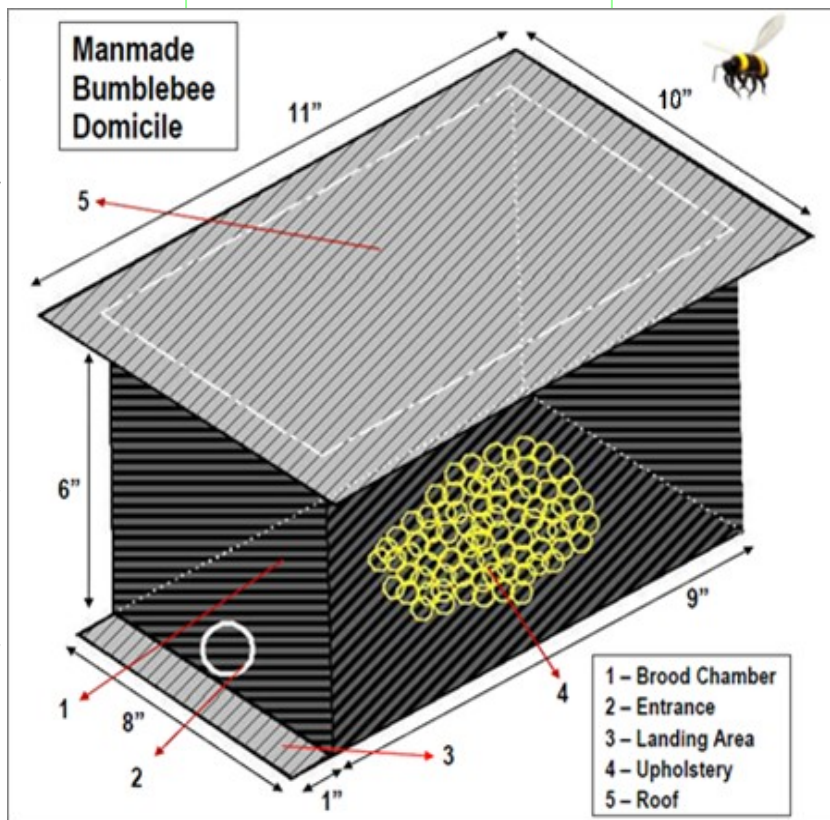 Manmade
Bumblebee
Domicile
11”
10”
5
6”
9”
4
1
8”
2
3
1”
1 – Brood Chamber
2 – Entrance
3 – Landing Area
4 – Upholstery
5 – Roof